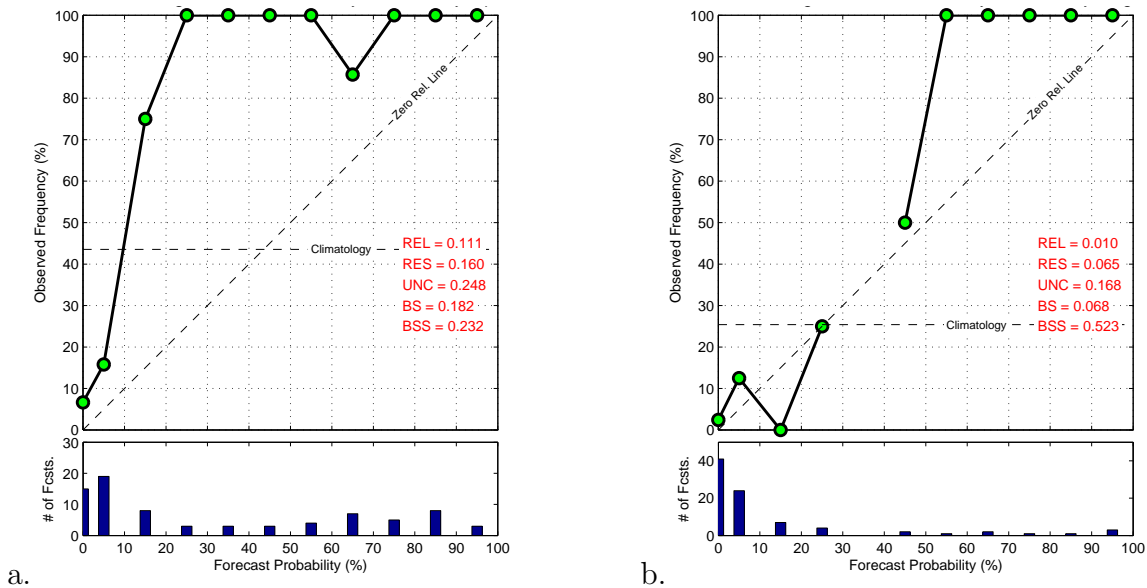 100
90
80
70
60
50
40
30
20
10
0
Observed Frequency (%)
Zero Rel. Line
Climatology
REL = 0.111
RES = 0.160
UNC = 0.248
BS = 0.182
BSS = 0.232
30
20
10
0
# of Fcsts.
0 10 20 30 40 50 60 70 80 90 100
Forecast Probability (%)
a.
100
90
80
70
60
50
40
30
20
10
0
Observed Frequency (%)
Zero Rel. Line
Climatology
REL = 0.010
RES = 0.065
UNC = 0.168
BS = 0.068
BSS = 0.523
40
20
0
# of Fcsts.
0 10 20 30 40 50 60 70 80 90 100
Forecast Probability (%)
b.